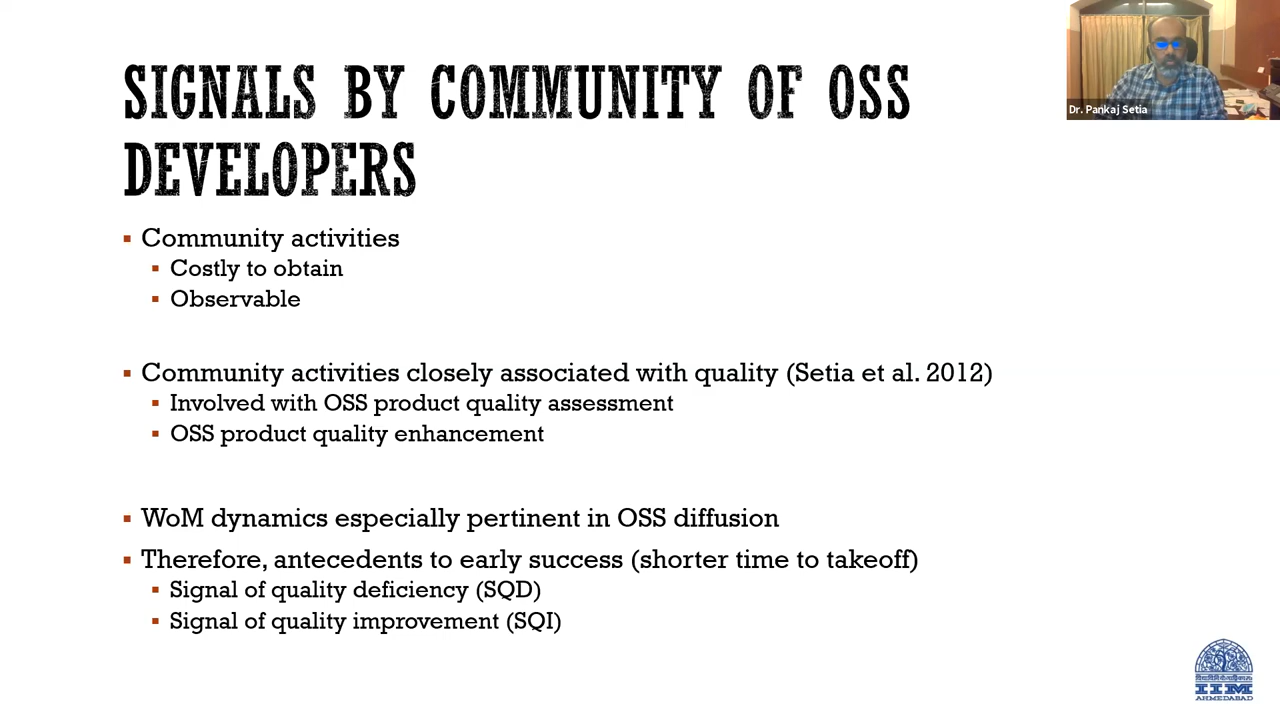 SIGNALS BY COMMUNITY OF OSS
DEVELOPERS
Dr. Pankaj Setia
Community activities
Costly to obtain
Observable
Community activities closely associated with quality (Setia et al. 2012)
Involved with OSS product quality assessment
OSS product quality enhancement
WoM dynamics especially pertinent in OSS diffusion
Therefore, antecedents to early success (shorter time to takeoff)
Signal of quality deficiency (SQD)
Signal of quality improvement (SQI)
IIM
AHMEDABAD